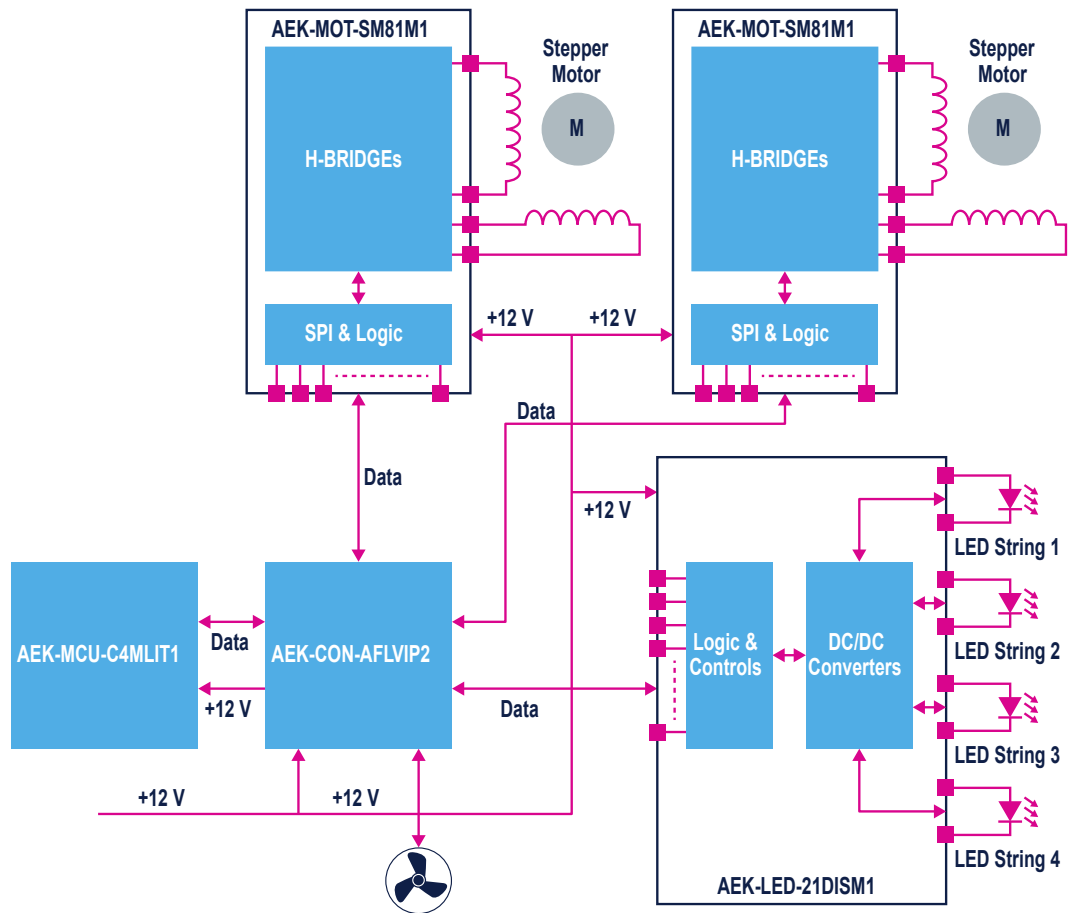 AEK-MOT-SM81M1
AEK-MOT-SM81M1
Stepper
Motor
Stepper
Motor
M
M
H-BRIDGEs
H-BRIDGEs
+12 V
+12 V
SPI & Logic
SPI & Logic
Data
Data
+12 V
LED String 1
AEK-MCU-C4MLIT1
Data
AEK-CON-AFLVIP2
Logic &
Controls
DC/DC
Converters
LED String 2
+12 V
Data
LED String 3
+12 V
+12 V
LED String 4
AEK-LED-21DISM1